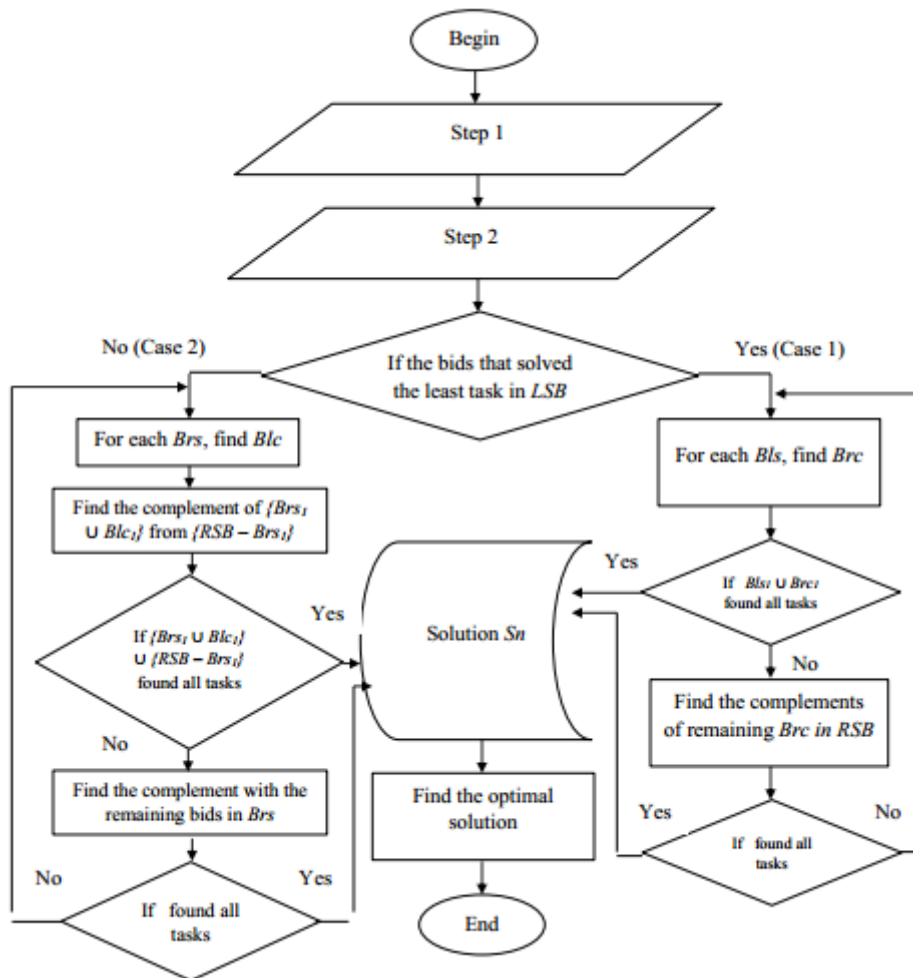 Begin
Step 1
Step 2
No (Case 2)
Yes (Case 1)
If the bids that solved
the least task in LSB
For each Brs, find Blc
Find the complement of {Brs₁
∪ Blc₁} from {RSB – Brs₁}
If {Brs₁ ∪ Blc₁}
∪ {RSB – Brs₁}
found all tasks
Yes
No
Find the complement with the
remaining bids in Brs
No
Yes
If found all
tasks
Solution Sn
Find the optimal
solution
End
For each Bls, find Brc
Yes
If Bls₁ ∪ Brc₁
found all tasks
No
Find the complements
of remaining Brc in RSB
Yes
No
If found all
tasks